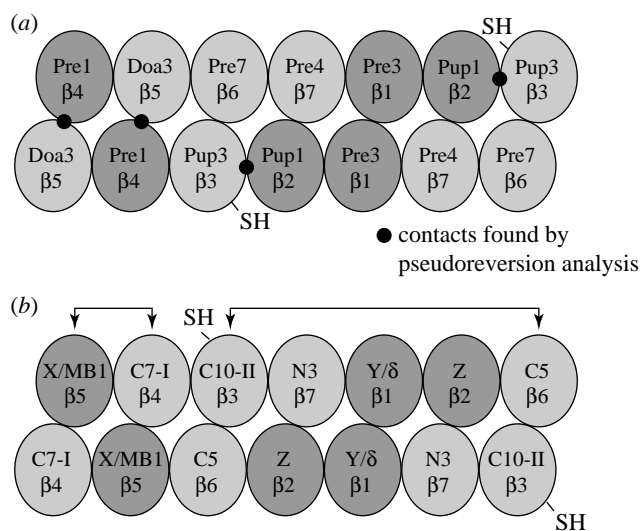 (a)
SH
Pre1 Doa3 Pre7 Pre4 Pre3 Pup1 Pup3
β4 β5 β6 β7 β1 β2 β3
Doa3 Pre1 Pup3 Pup1 Pre3 Pre4 Pre7
β5 β4 β3 β2 β1 β7 β6
SH
contacts found by
pseudoreversion analysis
(b)
SH
X/MB1 C7-I C10-II N3 Y/δ Z C5
β5 β4 β3 β7 β1 β2 β6
C7-I X/MB1 C5 Z Y/δ N3 C10-II
β4 β5 β6 β2 β1 β7 β3
SH